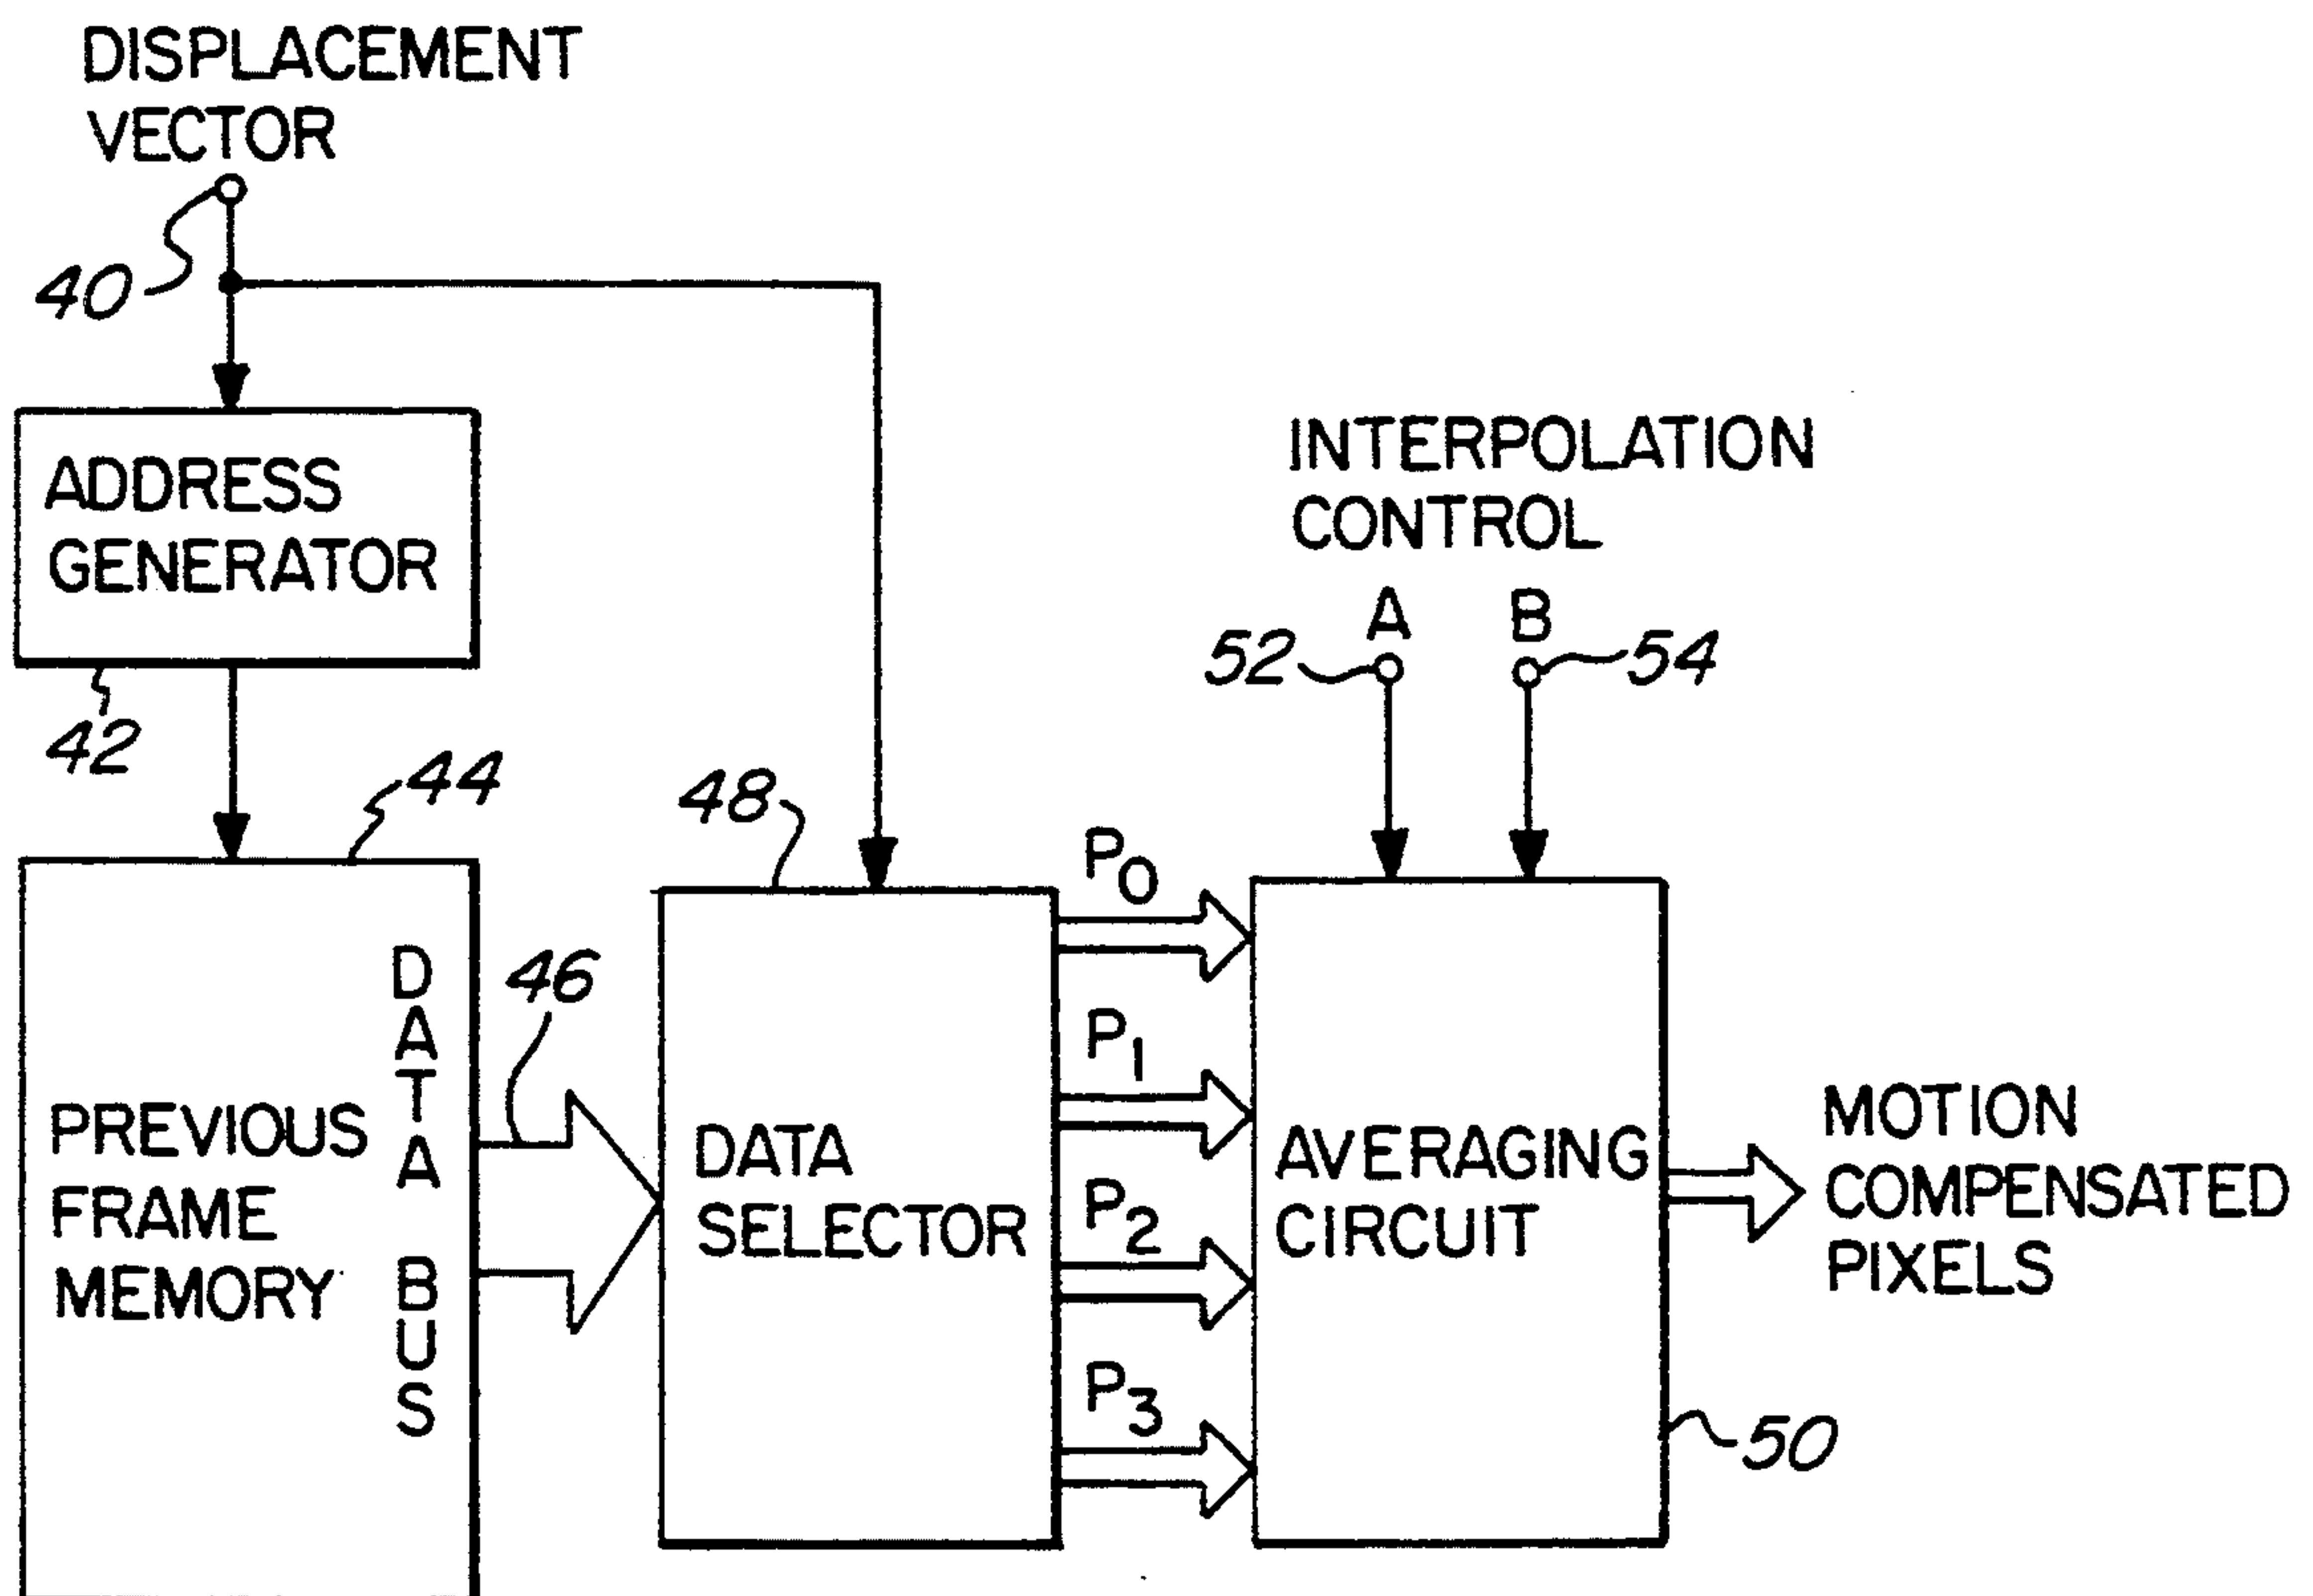 DISPLACEMENT
VECTOR
40
ADDRESS
GENERATOR
42
44
PREVIOUS
FRAME
MEMORY
DATA BUS
46
48
DATA
SELECTOR
P0
P1
P2
P3
INTERPOLATION
CONTROL
A B
52 54
AVERAGING
CIRCUIT
50
MOTION
COMPENSATED
PIXELS